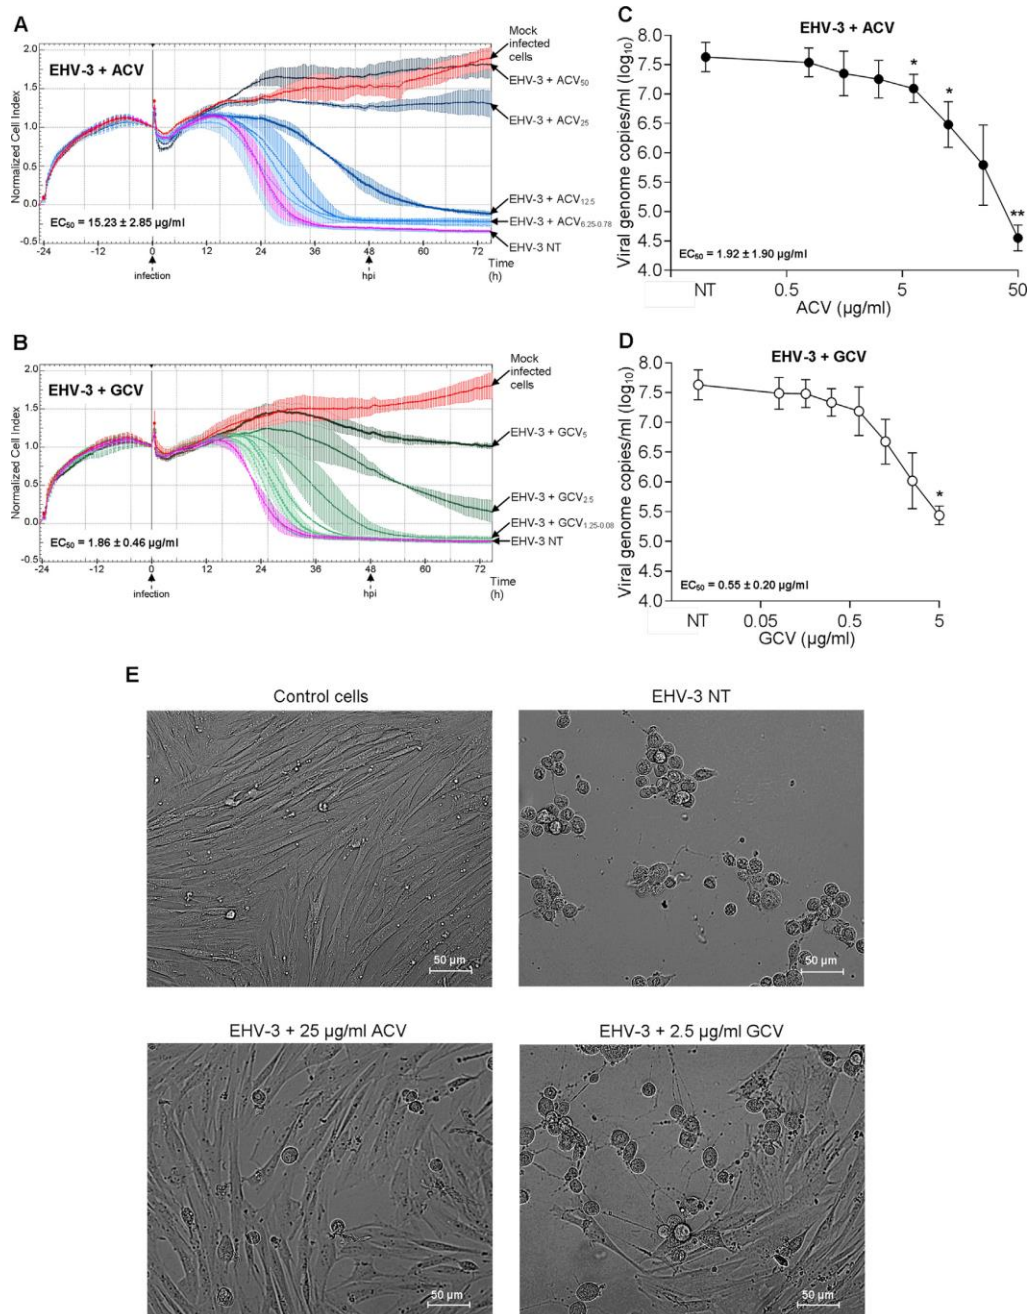 A
EHV-3 + ACV
Normalized Cell Index
2.0
1.5
1.0
0.5
0.0
-0.5
EC50 = 15.23 ± 2.85 µg/ml
-24
-12
0
12
24
36
48
60
72
Time
(h)
infection
hpi
Mock
infected
cells
EHV-3 + ACV50
EHV-3 + ACV25
EHV-3 + ACV12.5
EHV-3 + ACV6.25-0.78
EHV-3 NT
B
EHV-3 + GCV
Normalized Cell Index
2.0
1.5
1.0
0.5
0.0
-0.5
EC50 = 1.86 ± 0.46 µg/ml
-24
-12
0
12
24
36
48
60
72
Time
(h)
infection
hpi
Mock
infected
cells
EHV-3 + GCV5
EHV-3 + GCV2.5
EHV-3 + GCV1.25-0.08
EHV-3 NT
C
EHV-3 + ACV
Viral genome copies/ml (log10)
8.0
7.5
7.0
6.5
6.0
5.5
5.0
4.5
4.0
*
*
**
EC50 = 1.92 ± 1.90 µg/ml
NT
0.5
5
50
ACV (µg/ml)
D
EHV-3 + GCV
Viral genome copies/ml (log10)
8.0
7.5
7.0
6.5
6.0
5.5
5.0
4.5
4.0
*
EC50 = 0.55 ± 0.20 µg/ml
NT
0.05
0.5
5
GCV (µg/ml)
E
Control cells
50 µm
EHV-3 NT
50 µm
EHV-3 + 25 µg/ml ACV
50 µm
EHV-3 + 2.5 µg/ml GCV
50 µm